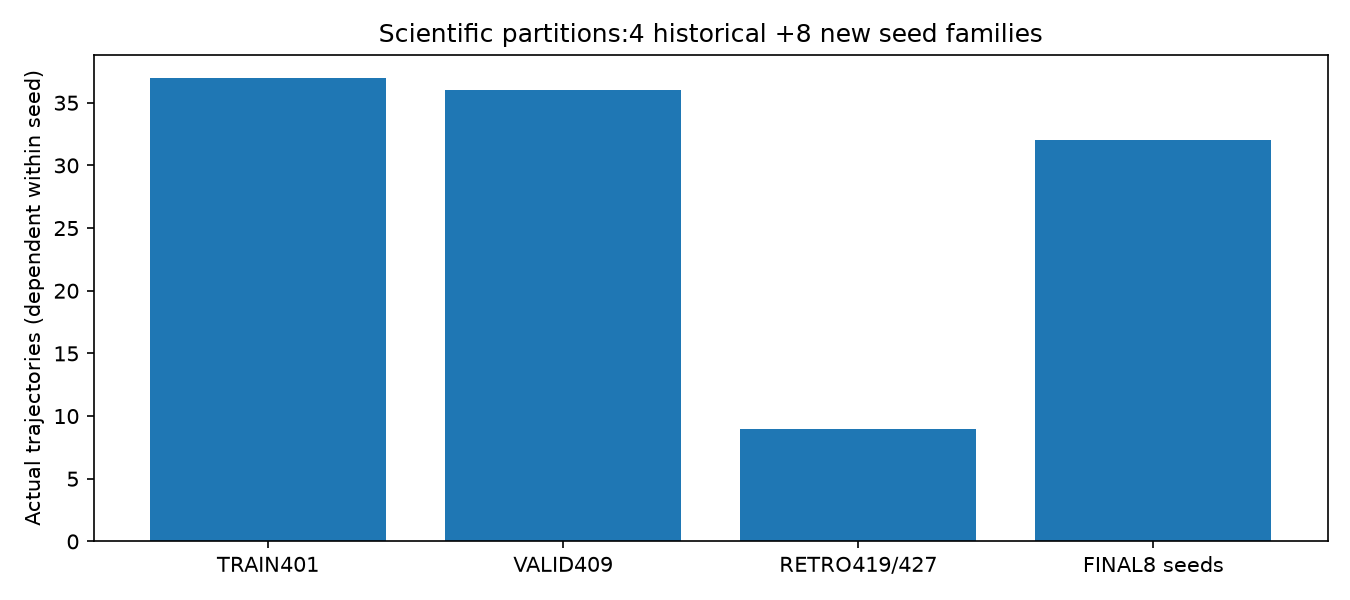 Scientific partitions:4 historical +8 new seed families
Actual trajectories (dependent within seed)
35
30
25
20
15
10
5
0
TRAIN401
VALID409
RETRO419/427
FINAL8 seeds